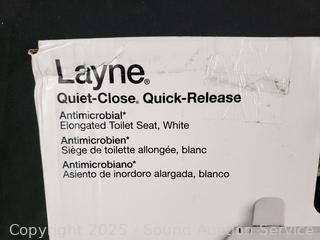 Layne®
Quiet-Close® Quick-Release
Antimicrobial*
Elongated Toilet Seat, White
Antimicrobien*
Siège de toilette allongée, blanc
Antimicrobiano*
Asiento de inordoro alargada, blanco
Copyright 2025 - Sound Auction Service